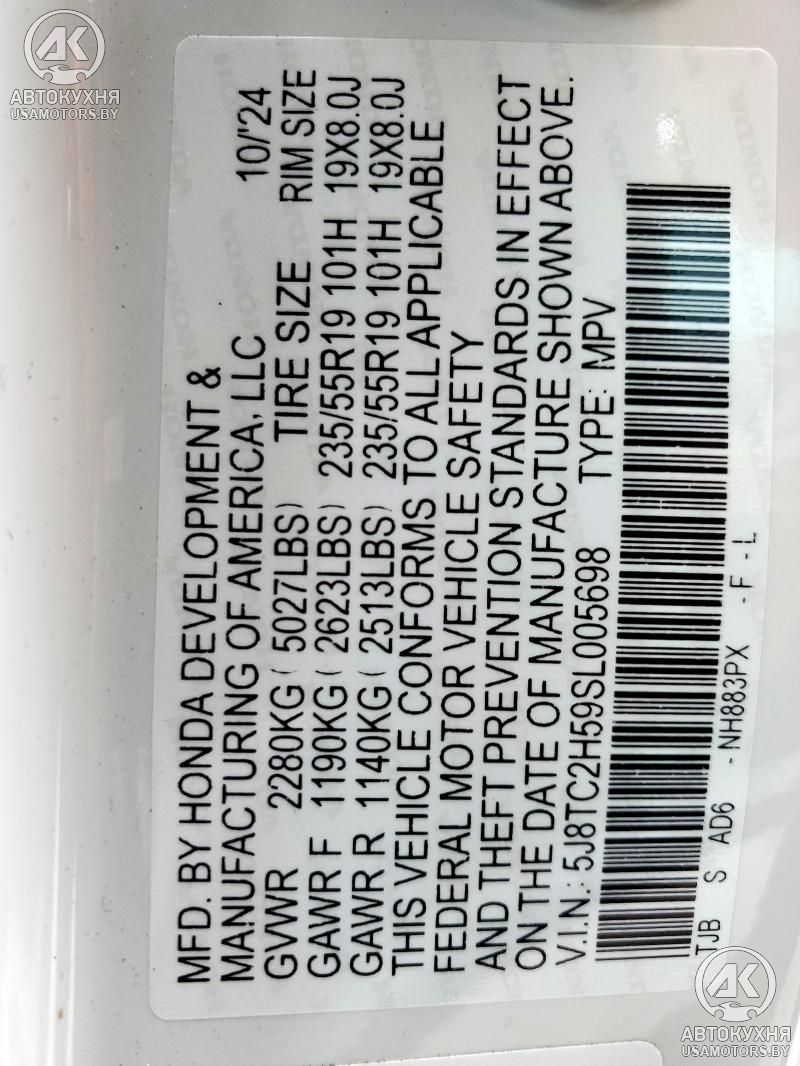 АВТОКУХНЯ
USAMOTORS.BY
MFD. BY HONDA DEVELOPMENT &
MANUFACTURING OF AMERICA, LLC 10/'24
GVWR 2280KG ( 5027LBS) TIRE SIZE RIM SIZE
GAWR F 1190KG ( 2623LBS) 235/55R19 101H 19X8.0J
GAWR R 1140KG ( 2513LBS) 235/55R19 101H 19X8.0J
THIS VEHICLE CONFORMS TO ALL APPLICABLE
FEDERAL MOTOR VEHICLE SAFETY
AND THEFT PREVENTION STANDARDS IN EFFECT
ON THE DATE OF MANUFACTURE SHOWN ABOVE.
V.I.N.: 5J8TC2H59SL005698 TYPE: MPV
TJB S AD6 -NH883PX -F -L
АВТОКУХНЯ
USAMOTORS.BY